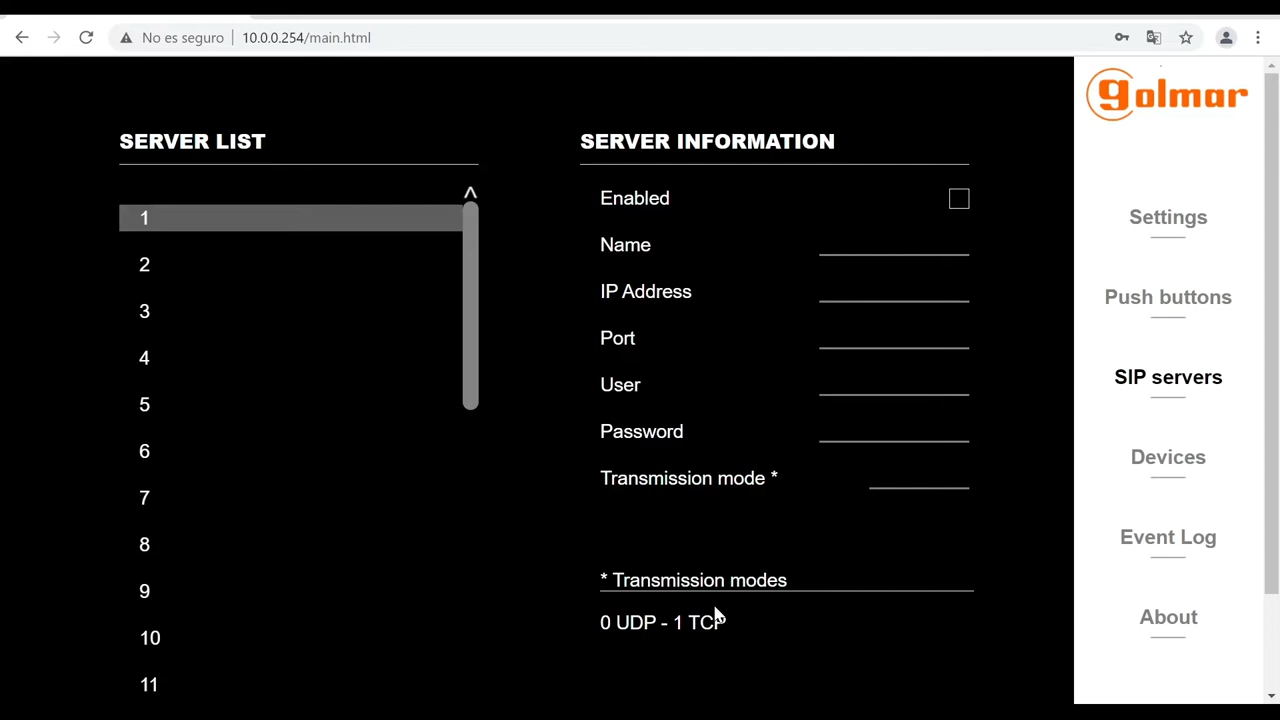 No es seguro
10.0.0.254/main.html
golmar
SERVER LIST
1
2
3
4
5
6
7
8
9
10
11
SERVER INFORMATION
Enabled
Name
IP Address
Port
User
Password
Transmission mode *
* Transmission modes
0 UDP - 1 TCP
Settings
Push buttons
SIP servers
Devices
Event Log
About